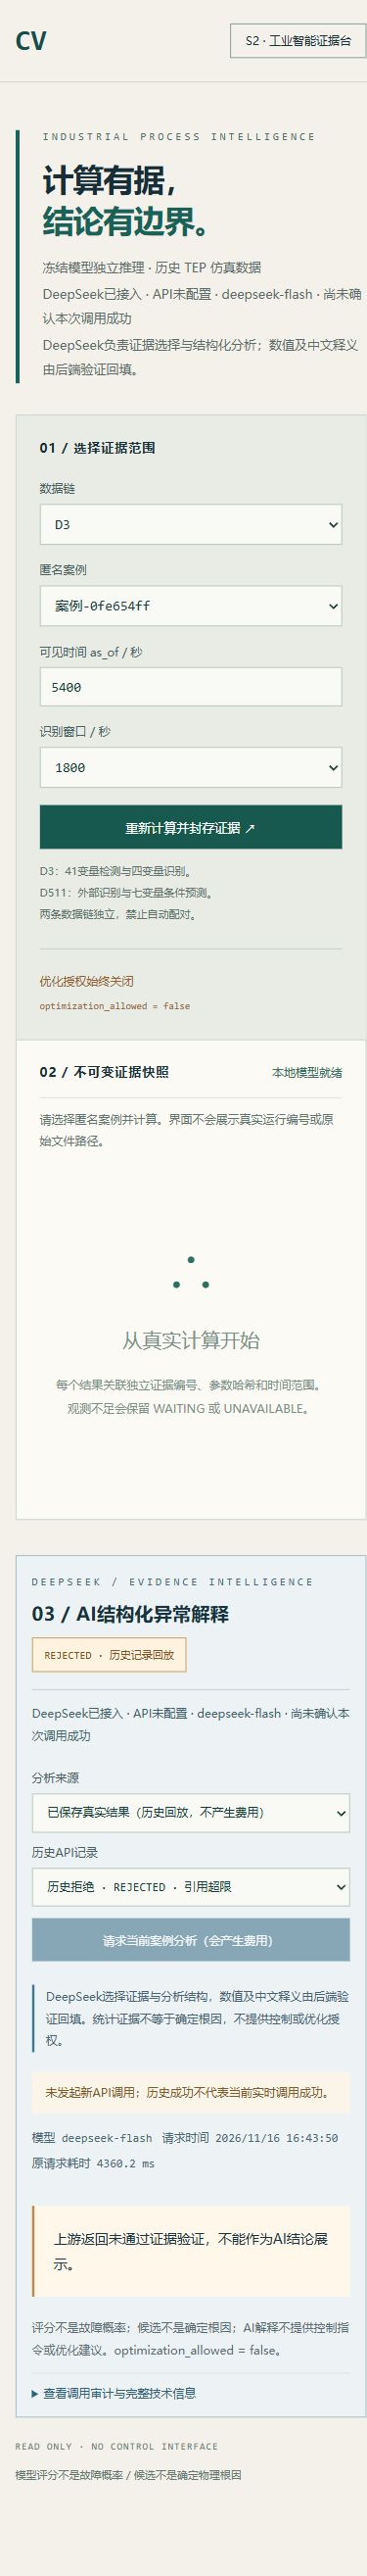 CV
S2 · 工业智能证据台
INDUSTRIAL PROCESS INTELLIGENCE
计算有据，
结论有边界。
冻结模型独立推理 · 历史 TEP 仿真数据
DeepSeek已接入 · API未配置 · deepseek-flash · 尚未确
认本次调用成功
DeepSeek负责证据选择与结构化分析；数值及中文释义
由后端验证回填。
01 / 选择证据范围
数据链
D3
匿名案例
案例-0fe654ff
可见时间 as_of / 秒
5400
识别窗口 / 秒
1800
重新计算并封存证据 ↗
D3：41变量检测与四变量识别。
D511：外部识别与七变量条件预测。
两条数据链独立，禁止自动配对。
优化授权始终关闭
optimization_allowed = false
02 / 不可变证据快照
本地模型就绪
请选择匿名案例并计算。界面不会展示真实运行编号或原
始文件路径。
从真实计算开始
每个结果关联独立证据编号、参数哈希和时间范围。
观测不足会保留 WAITING 或 UNAVAILABLE。
DEEPSEEK / EVIDENCE INTELLIGENCE
03 / AI结构化异常解释
REJECTED · 历史记录回放
DeepSeek已接入 · API未配置 · deepseek-flash · 尚未确认本
次调用成功
分析来源
已保存真实结果（历史回放，不产生费用）
历史API记录
历史拒绝 · REJECTED · 引用超限
请求当前案例分析（会产生费用）
DeepSeek选择证据与分析结构，数值及中文释义由后端验
证回填。统计证据不等于确定根因，不提供控制或优化授
权。
未发起新API调用；历史成功不代表当前实时调用成功。
模型 deepseek-flash 请求时间 2026/11/16 16:43:50
原请求耗时 4360.2 ms
上游返回未通过证据验证，不能作为AI结论展
示。
评分不是故障概率；候选不是确定根因；AI解释不提供控制指
令或优化建议。optimization_allowed = false。
▶ 查看调用审计与完整技术信息
READ ONLY · NO CONTROL INTERFACE
模型评分不是故障概率 / 候选不是确定物理根因